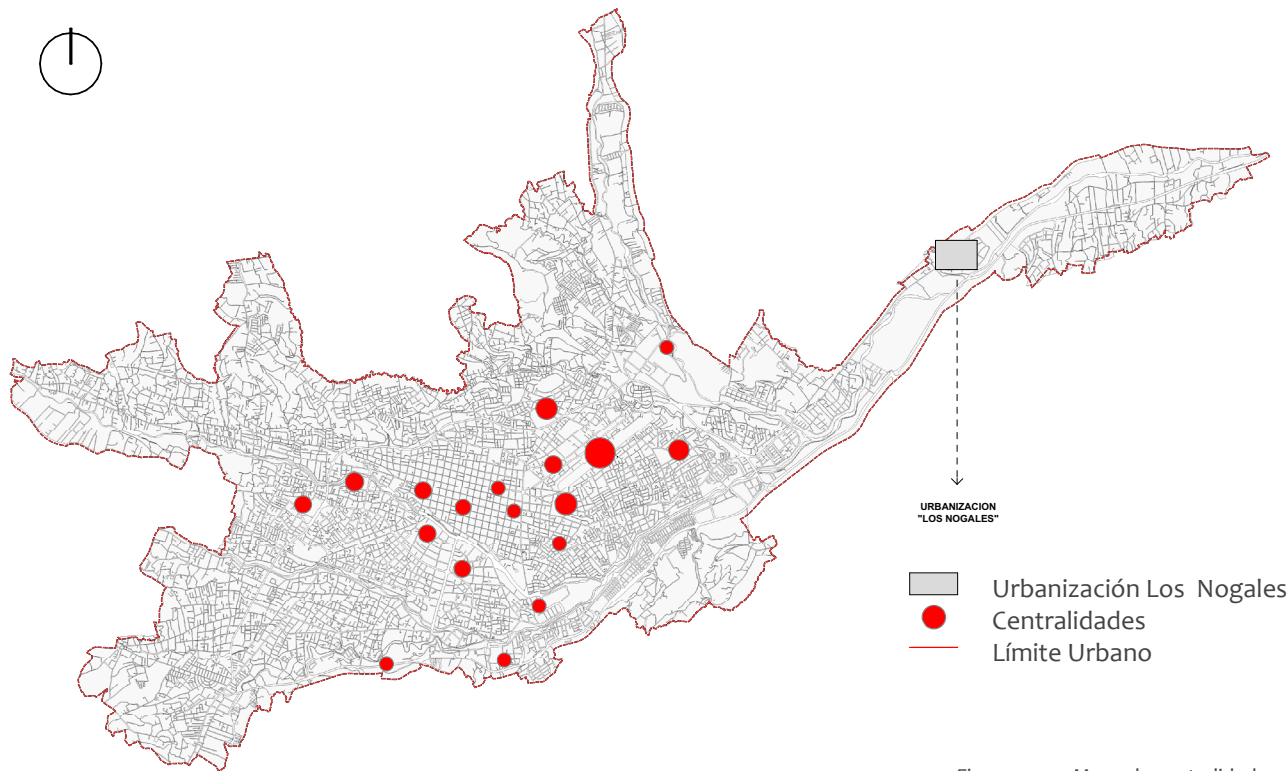 URBANIZACION
"LOS NOGALES"
Urbanización Los Nogales
Centralidades
Límite Urbano